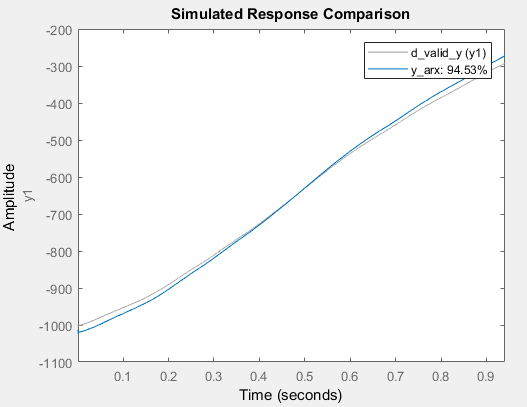 Simulated Response Comparison
d_valid_y (y1)
y_arx: 94.53%
Amplitude
y1
-200
-300
-400
-500
-600
-700
-800
-900
-1000
-1100
0.1 0.2 0.3 0.4 0.5 0.6 0.7 0.8 0.9
Time (seconds)